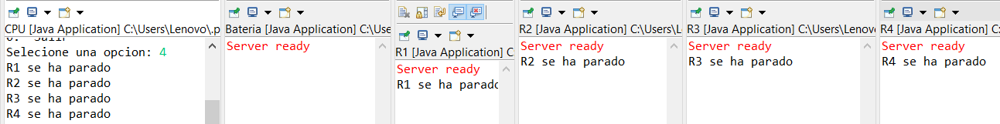 CPU [Java Application] C:\Users\Lenovo\.p
Selecione una opcion: 4
R1 se ha parado
R2 se ha parado
R3 se ha parado
R4 se ha parado
Bateria [Java Application] C:\Use
Server ready
R1 [Java Application] C:
Server ready
R1 se ha parado
R2 [Java Application] C:\Users\L
Server ready
R2 se ha parado
R3 [Java Application] C:\Users\Lenovo
Server ready
R3 se ha parado
R4 [Java Application] C:\Users\
Server ready
R4 se ha parado